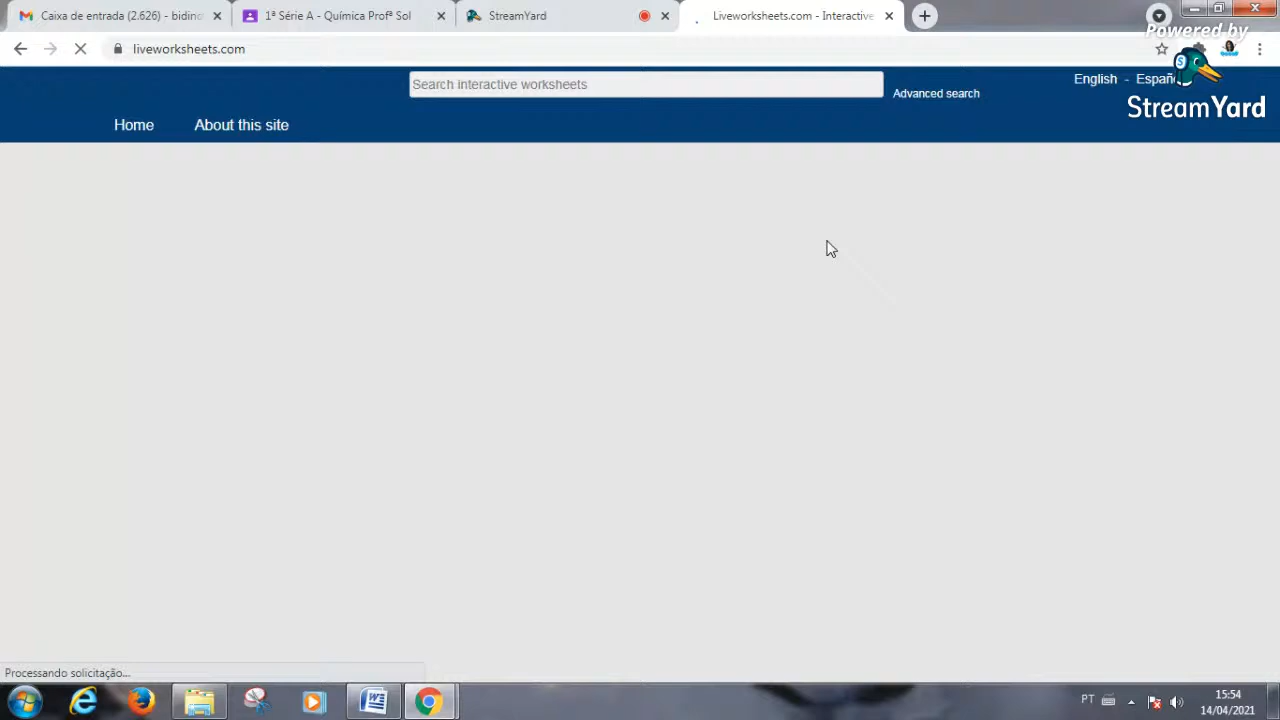 Caixa de entrada (2.626) - bidino
1ª Série A - Química Profª Sol
StreamYard
Liveworksheets.com - Interactive
liveworksheets.com
Powered by
StreamYard
Search interactive worksheets
Advanced search
English - Españ
Home
About this site
Processando solicitação...
PT
15:54
14/04/2021